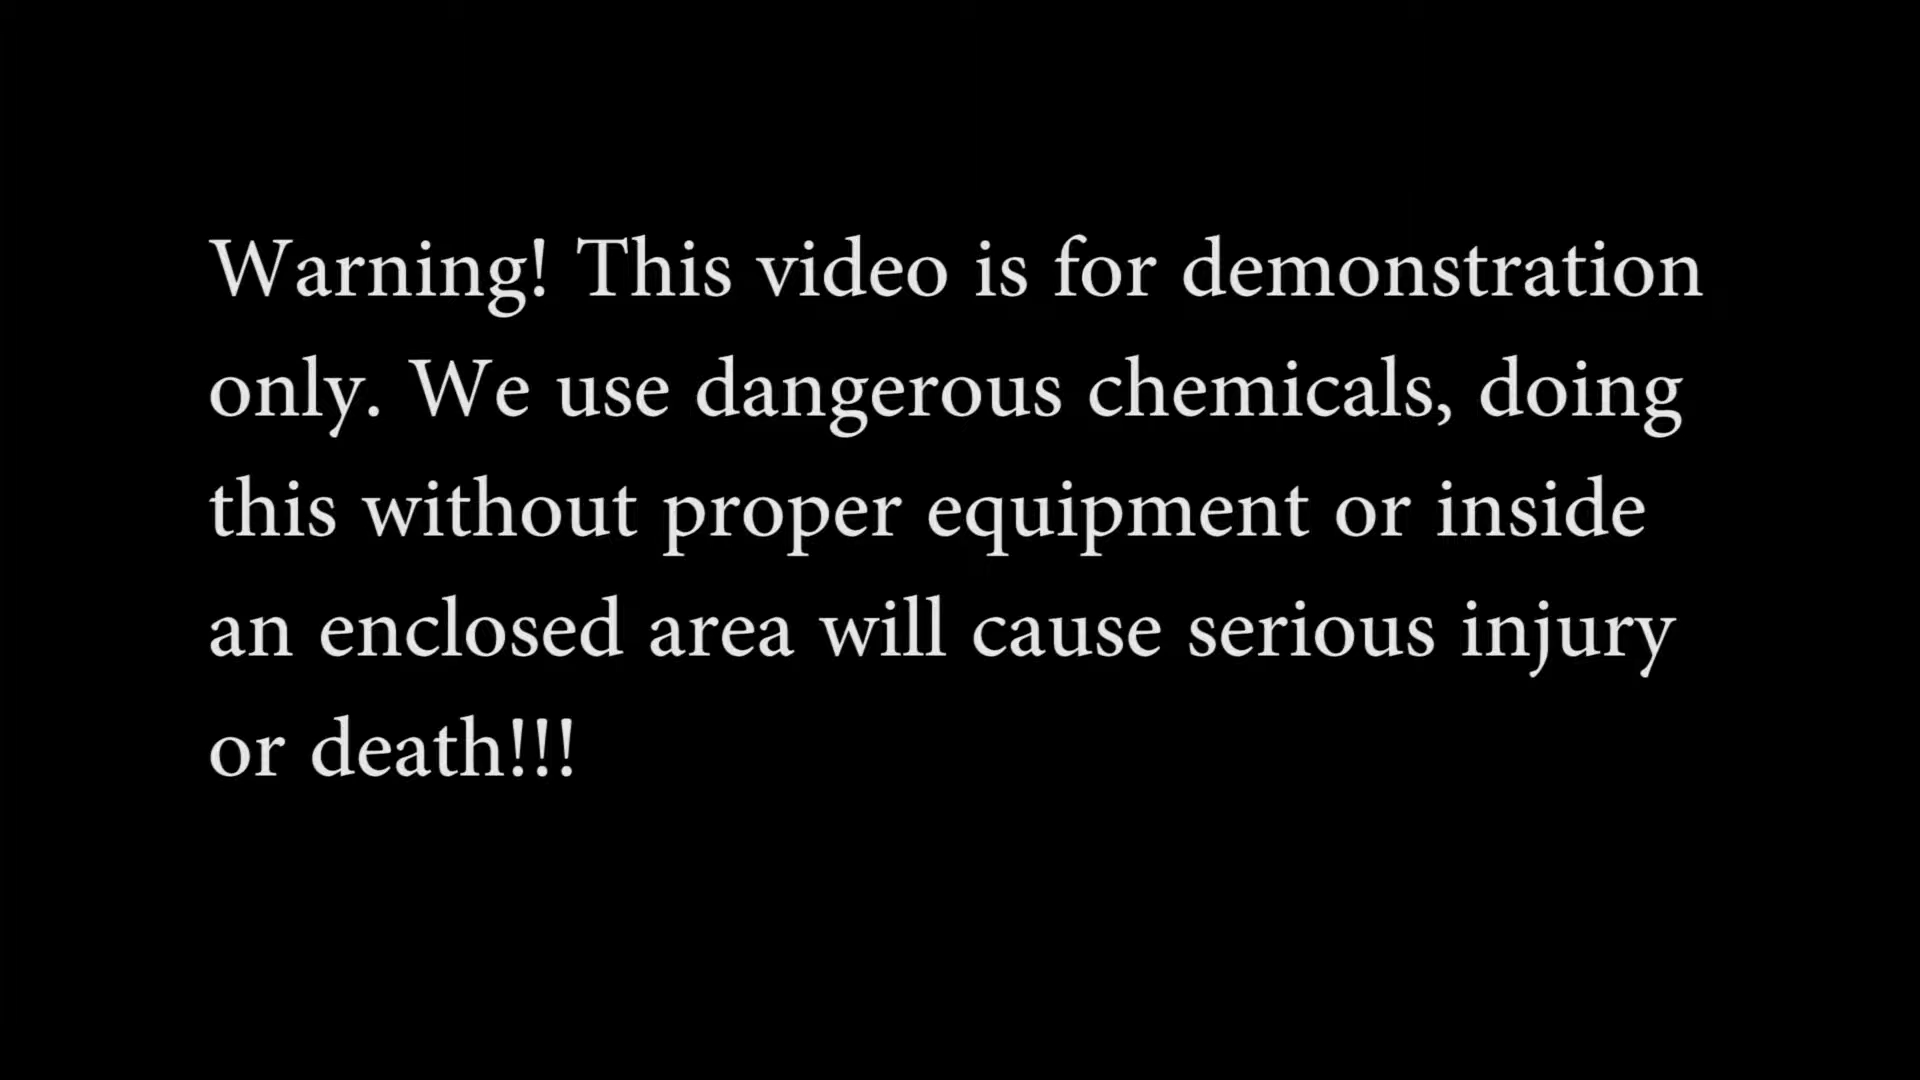 Warning! This video is for demonstration
only. We use dangerous chemicals, doing
this without proper equipment or inside
an enclosed area will cause serious injury
or death!!!